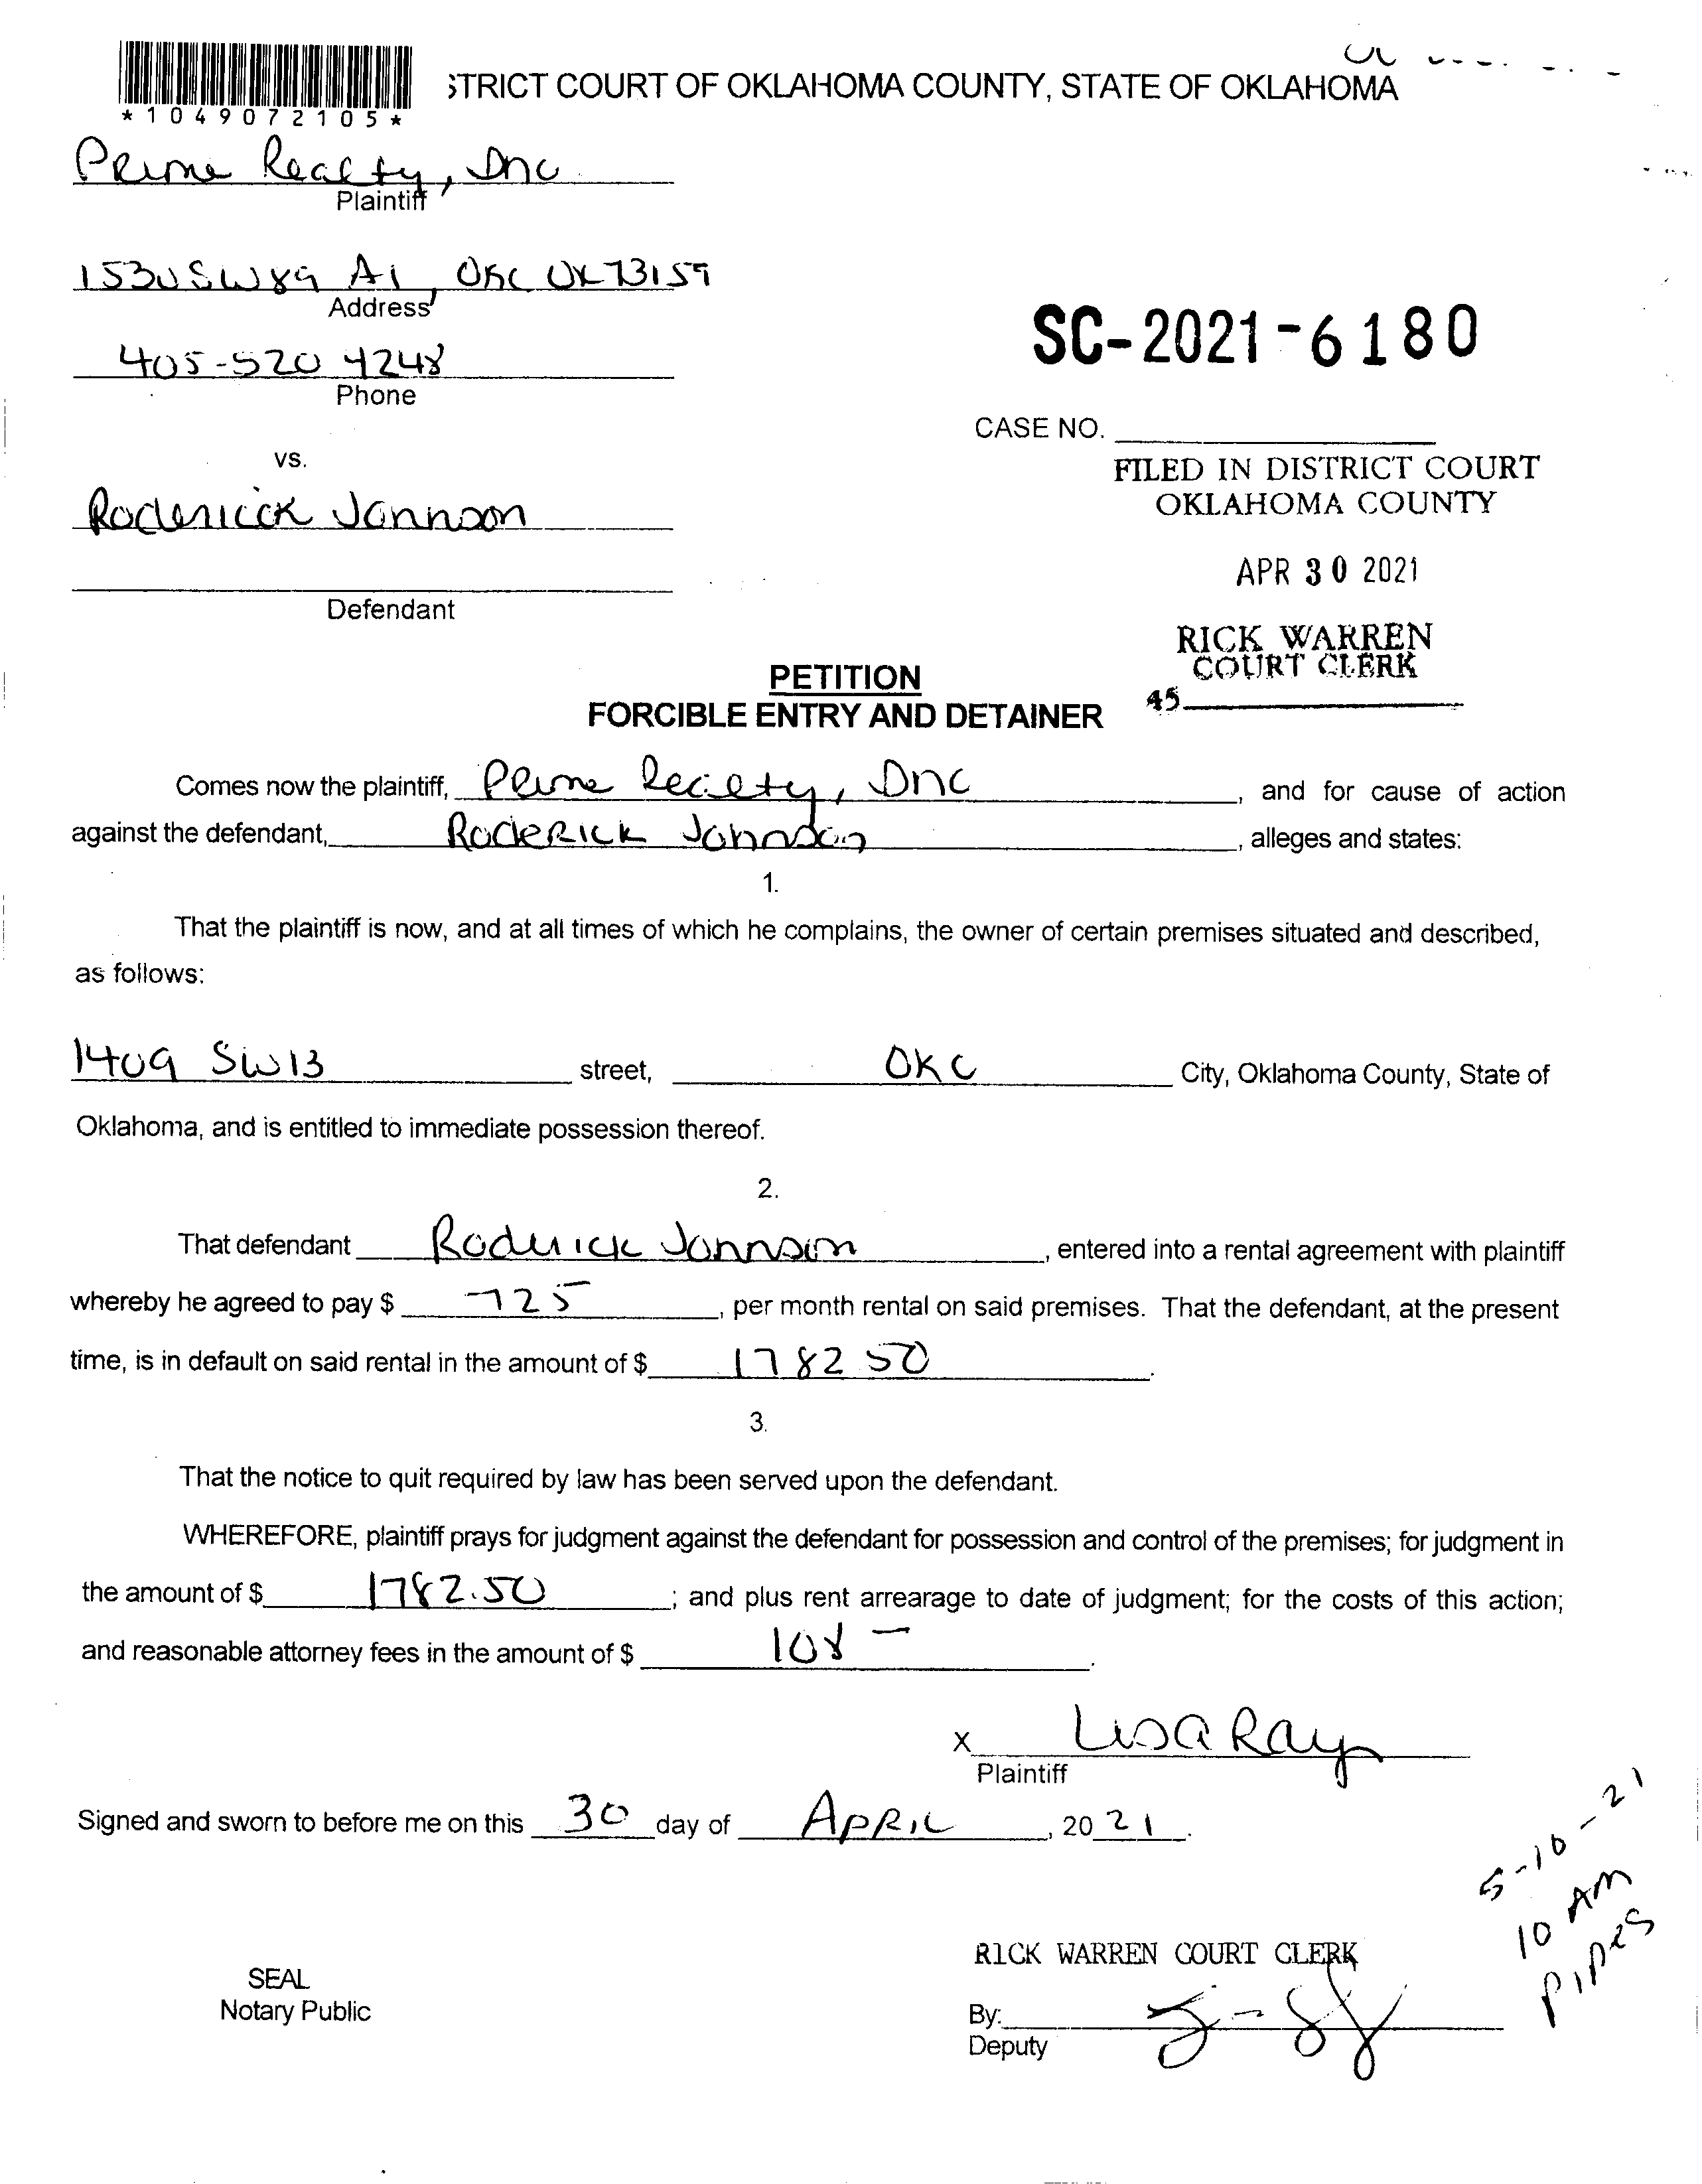 *1049072105*
STRICT COURT OF OKLAHOMA COUNTY, STATE OF OKLAHOMA
Prime Realty, Inc
Plaintiff
1530 SW 89 A1, OKC OK 73159
Address
405-520 4248
Phone
SC-2021-6180
CASE NO.
vs.
FILED IN DISTRICT COURT
OKLAHOMA COUNTY
Roderick Johnson
APR 30 2021
Defendant
RICK WARREN
COURT CLERK
45
PETITION
FORCIBLE ENTRY AND DETAINER
Comes now the plaintiff, Prime Realty, Inc, and for cause of action
against the defendant, Roderick Johnson, alleges and states:
1.
That the plaintiff is now, and at all times of which he complains, the owner of certain premises situated and described,
as follows:
1409 SW 13 street, OKC City, Oklahoma County, State of
Oklahoma, and is entitled to immediate possession thereof.
2.
That defendant Roderick Johnson, entered into a rental agreement with plaintiff
whereby he agreed to pay $ 725, per month rental on said premises. That the defendant, at the present
time, is in default on said rental in the amount of $ 1782 50.
3.
That the notice to quit required by law has been served upon the defendant.
WHEREFORE, plaintiff prays for judgment against the defendant for possession and control of the premises; for judgment in
the amount of $ 1782.50; and plus rent arrearage to date of judgment; for the costs of this action;
and reasonable attorney fees in the amount of $ 108 -.
x Lisa Ray
Plaintiff
Signed and sworn to before me on this 30 day of April, 2021.
5-10-21
10 AM
Pipes
RICK WARREN COURT CLERK
SEAL
Notary Public
By:
Deputy